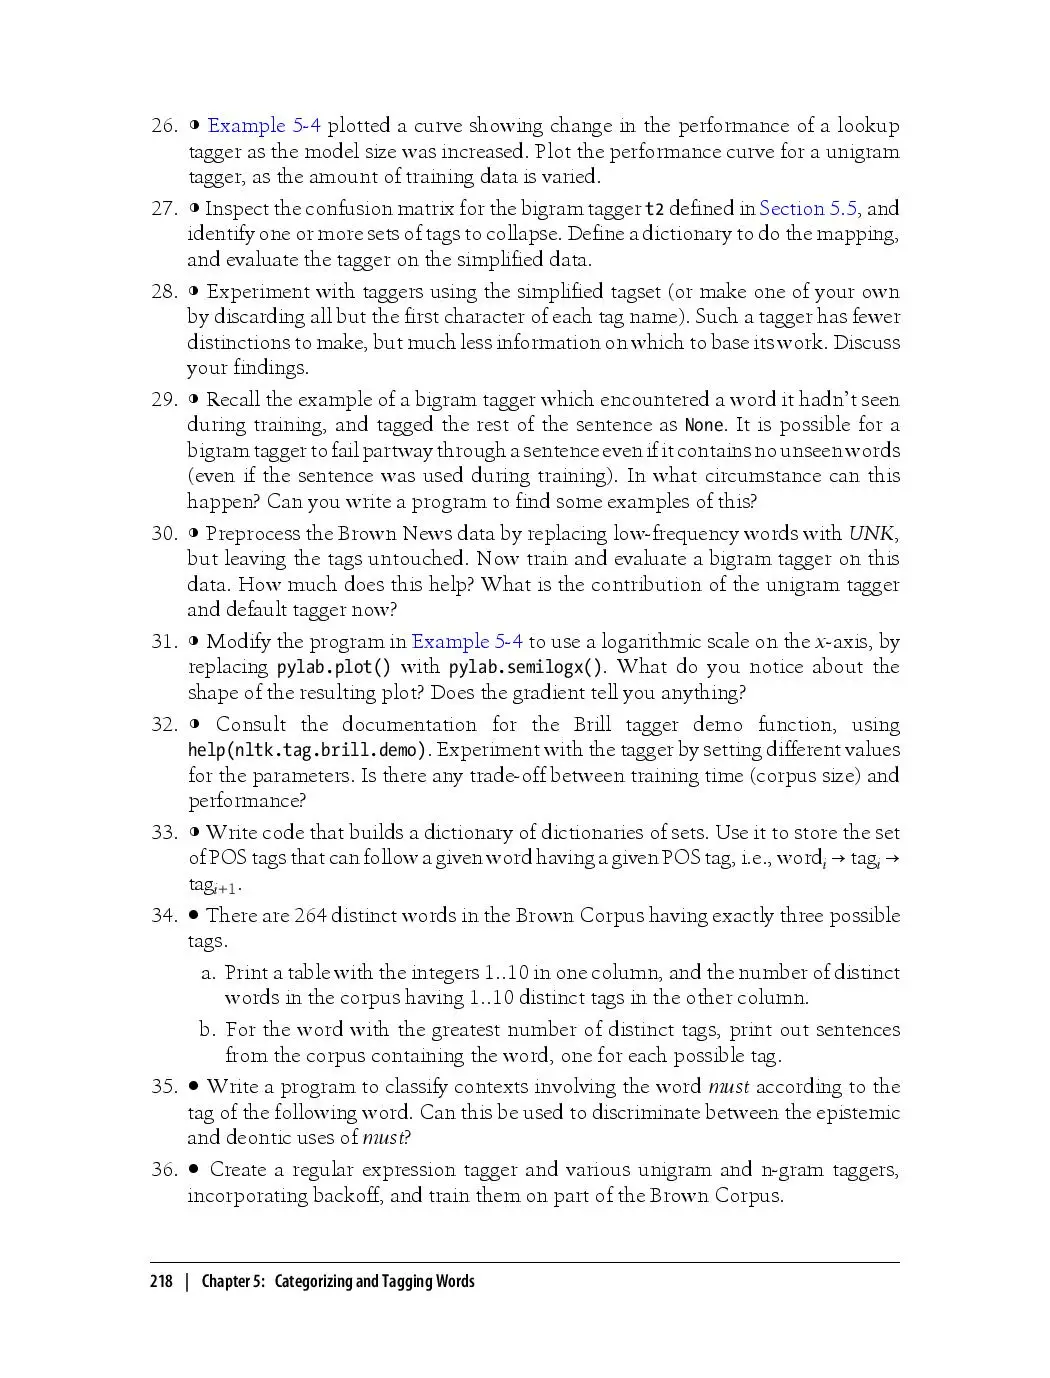 26. ◑ Example 5-4 plotted a curve showing change in the performance of a lookup
tagger as the model size was increased. Plot the performance curve for a unigram
tagger, as the amount of training data is varied.
27. ◑ Inspect the confusion matrix for the bigram tagger t2 defined in Section 5.5, and
identify one or more sets of tags to collapse. Define a dictionary to do the mapping,
and evaluate the tagger on the simplified data.
28. ◑ Experiment with taggers using the simplified tagset (or make one of your own
by discarding all but the first character of each tag name). Such a tagger has fewer
distinctions to make, but much less information on which to base its work. Discuss
your findings.
29. ◑ Recall the example of a bigram tagger which encountered a word it hadn’t seen
during training, and tagged the rest of the sentence as None. It is possible for a
bigram tagger to fail partway through a sentence even if it contains no unseen words
(even if the sentence was used during training). In what circumstance can this
happen? Can you write a program to find some examples of this?
30. ◑ Preprocess the Brown News data by replacing low-frequency words with UNK,
but leaving the tags untouched. Now train and evaluate a bigram tagger on this
data. How much does this help? What is the contribution of the unigram tagger
and default tagger now?
31. ◑ Modify the program in Example 5-4 to use a logarithmic scale on the x-axis, by
replacing pylab.plot() with pylab.semilogx(). What do you notice about the
shape of the resulting plot? Does the gradient tell you anything?
32. ◑ Consult the documentation for the Brill tagger demo function, using
help(nltk.tag.brill.demo). Experiment with the tagger by setting different values
for the parameters. Is there any trade-off between training time (corpus size) and
performance?
33. ◑ Write code that builds a dictionary of dictionaries of sets. Use it to store the set
of POS tags that can follow a given word having a given POS tag, i.e., wordi → tagi →
tagi+1.
34. ● There are 264 distinct words in the Brown Corpus having exactly three possible
tags.
a. Print a table with the integers 1..10 in one column, and the number of distinct
words in the corpus having 1..10 distinct tags in the other column.
b. For the word with the greatest number of distinct tags, print out sentences
from the corpus containing the word, one for each possible tag.
35. ● Write a program to classify contexts involving the word must according to the
tag of the following word. Can this be used to discriminate between the epistemic
and deontic uses of must?
36. ● Create a regular expression tagger and various unigram and n-gram taggers,
incorporating backoff, and train them on part of the Brown Corpus.
218 | Chapter 5: Categorizing and Tagging Words